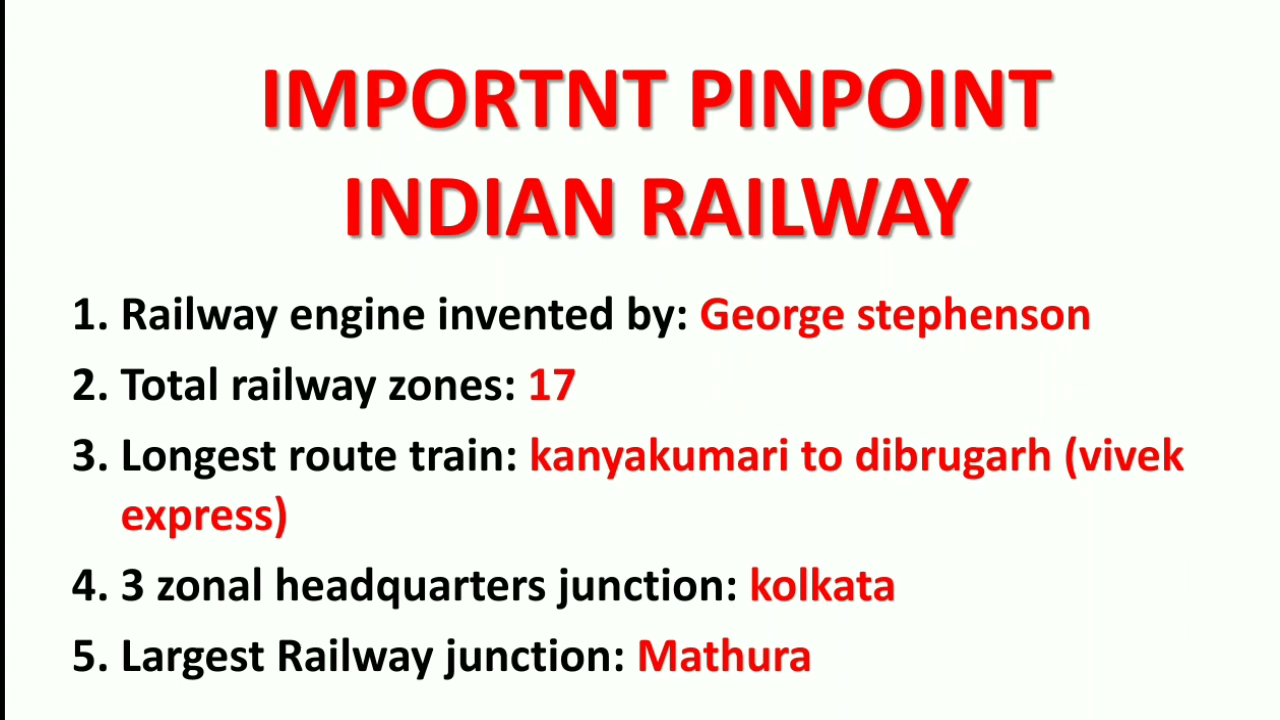 IMPORTNT PINPOINT
INDIAN RAILWAY
1. Railway engine invented by: George stephenson
2. Total railway zones: 17
3. Longest route train: kanyakumari to dibrugarh (vivek
express)
4. 3 zonal headquarters junction: kolkata
5. Largest Railway junction: Mathura